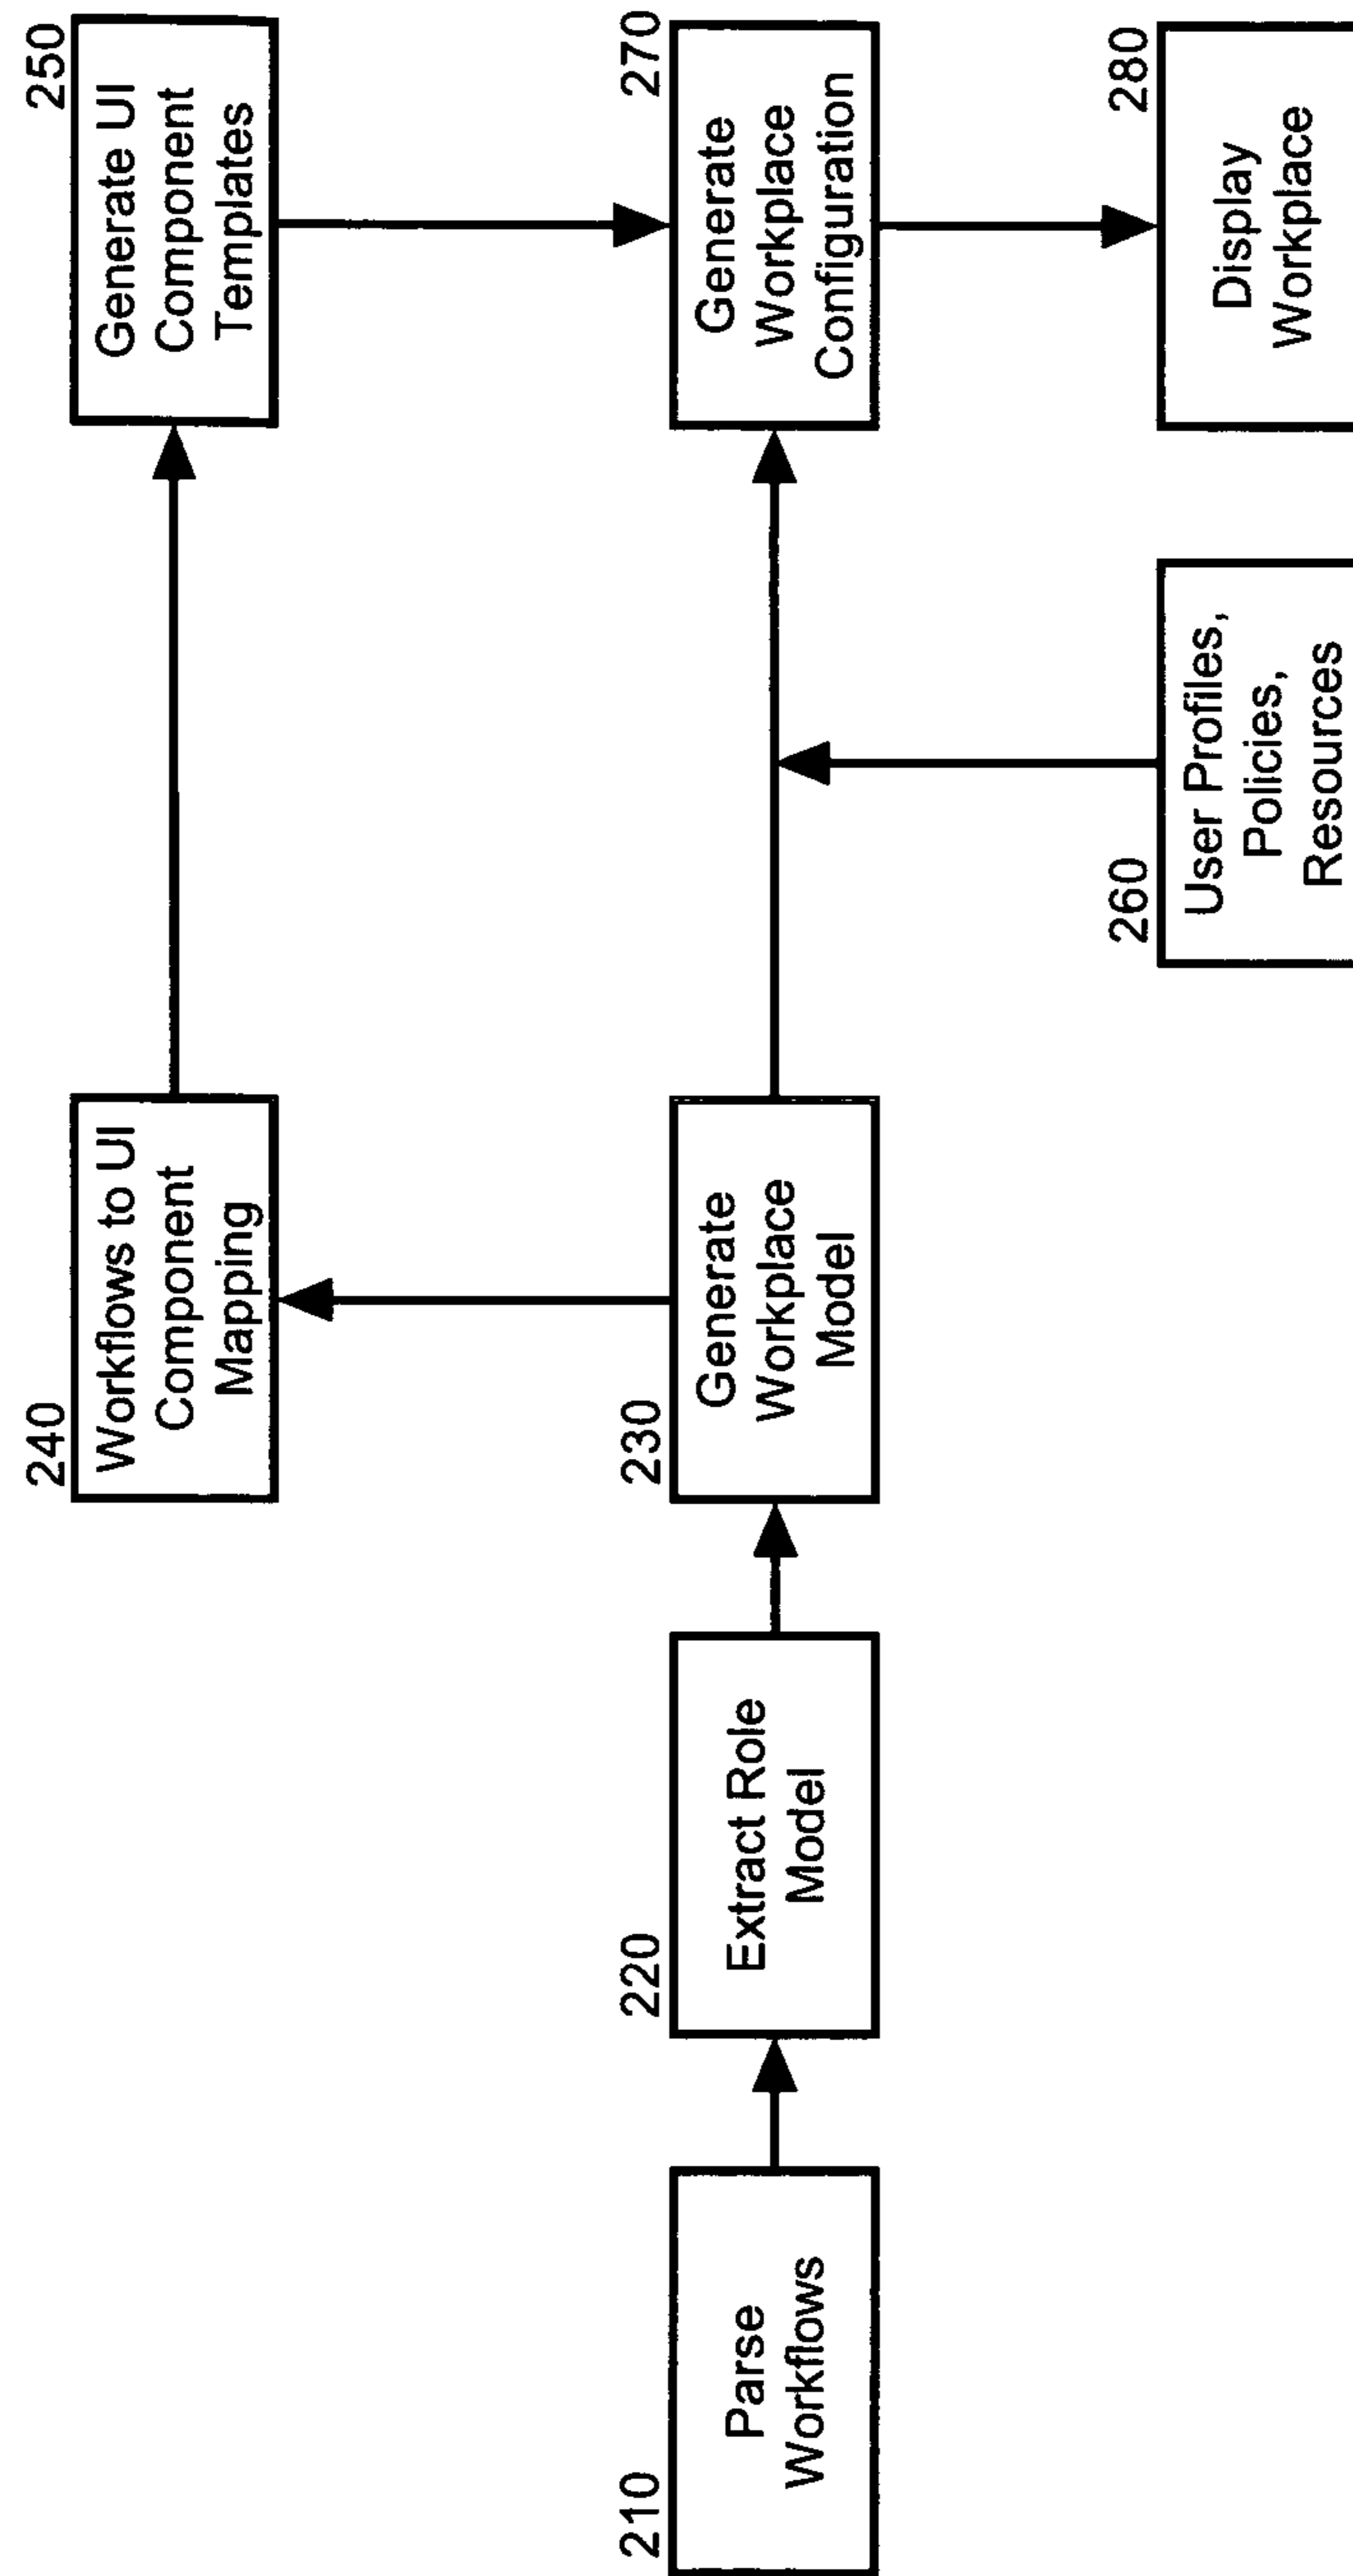 240
Workflows to UI
Component
Mapping
250
Generate UI
Component
Templates
210
Parse
Workflows
220
Extract Role
Model
230
Generate
Workplace
Model
270
Generate
Workplace
Configuration
260
User Profiles,
Policies,
Resources
280
Display
Workplace